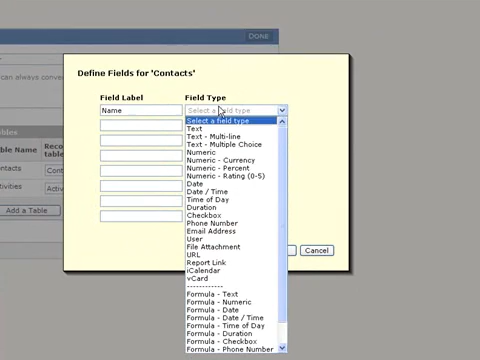 DONE
Define Fields for 'Contacts'
can always conve
Field Label Field Type
Name Select a field type
Select a field type
Text
Text - Multi-line
Text - Multiple Choice
Numeric
Numeric - Currency
Numeric - Percent
Numeric - Rating (0-5)
Date
Date / Time
Time of Day
Duration
Checkbox
Phone Number
Email Address
User
File Attachment
URL
Report Link
iCalendar
vCard
------------
Formula - Text
Formula - Numeric
Formula - Date
Formula - Date / Time
Formula - Time of Day
Formula - Duration
Formula - Checkbox
Formula - Phone Number
Cancel
ables
able Name Reco
table
ntacts Cont
tivities Activ
Add a Table